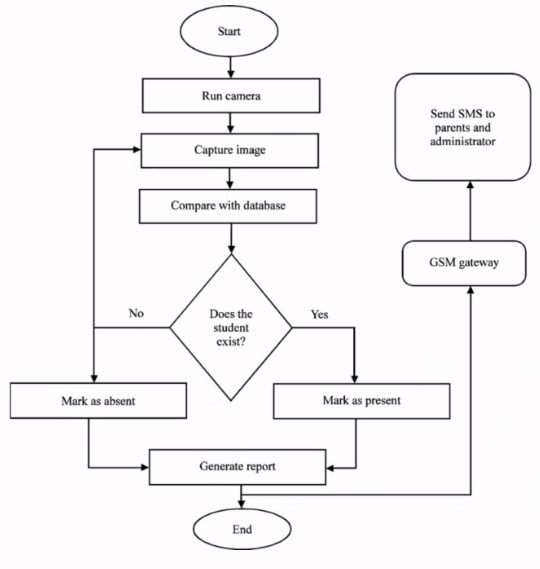 Start
Run camera
Capture image
Compare with database
Does the
student
exist?
No
Yes
Mark as absent
Mark as present
Generate report
End
GSM gateway
Send SMS to
parents and
administrator